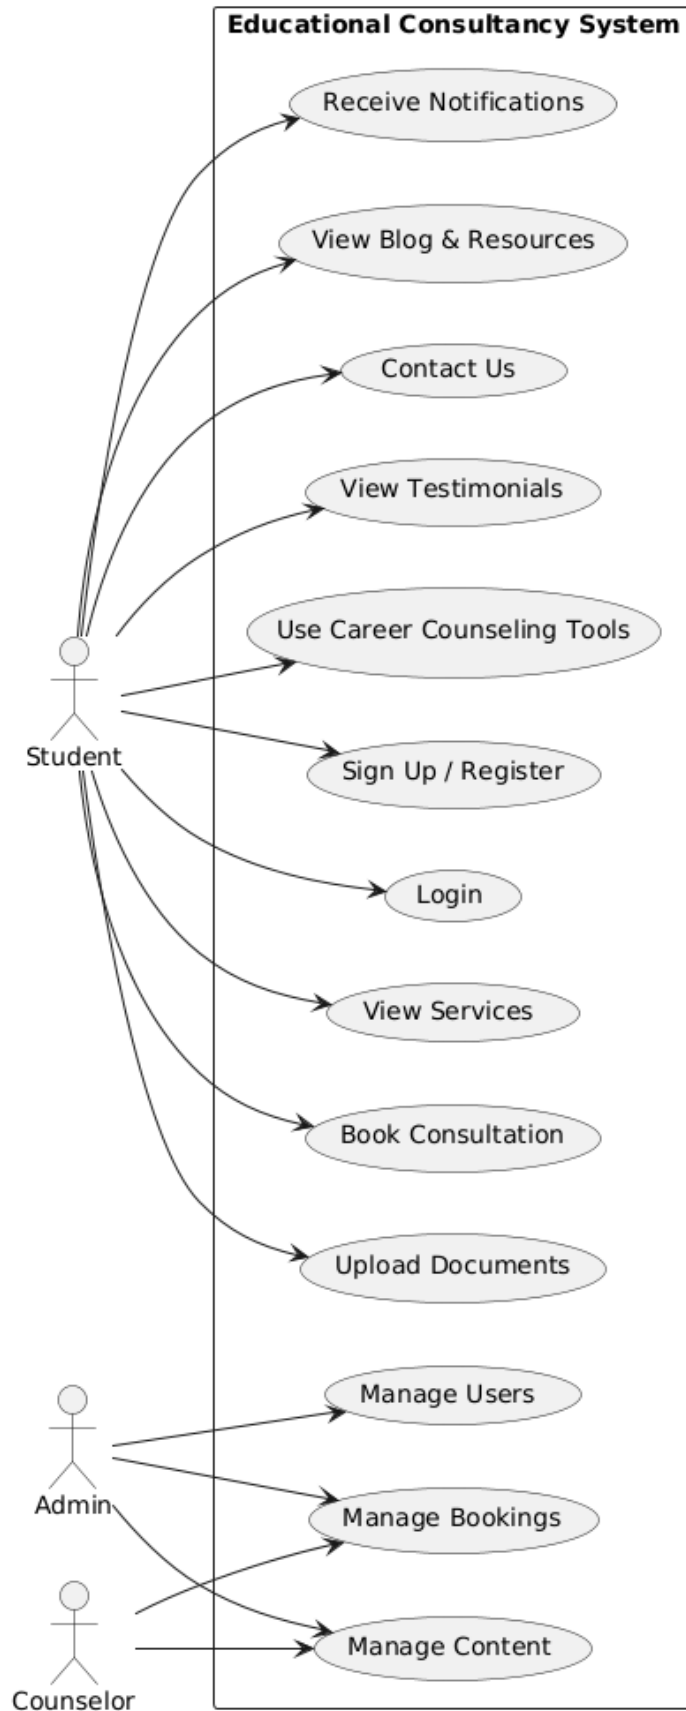 Educational Consultancy System
Receive Notifications
View Blog & Resources
Contact Us
View Testimonials
Use Career Counseling Tools
Student
Sign Up / Register
Login
View Services
Book Consultation
Upload Documents
Manage Users
Admin
Manage Bookings
Manage Content
Counselor